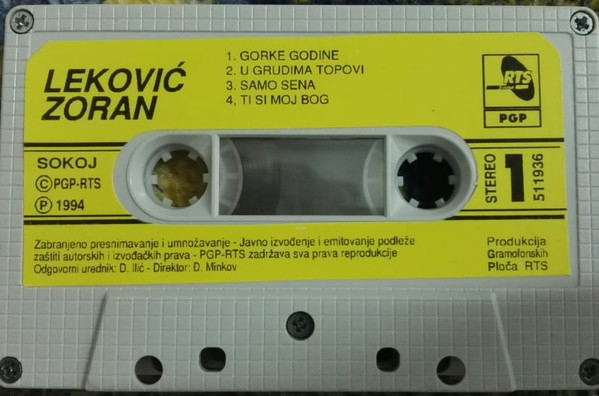 LEKOVIĆ
ZORAN
1. GORKE GODINE
2. U GRUDIMA TOPOVI
3. SAMO SENA
4, TI SI MOJ BOG
RTS
PGP
SOKOJ
© PGP-RTS
℗ 1994
STEREO
1
511936
Zabranjeno presnimavanje i umnožavanje - Javno izvođenje i emitovanje podleže
zaštiti autorskih i izvođačkih prava - PGP-RTS zadržava sva prava reprodukcije
Odgovorni urednik: D. Ilić - Direktor: Đ. Minkov
Produkcija
Gramofonskih
Ploča RTS